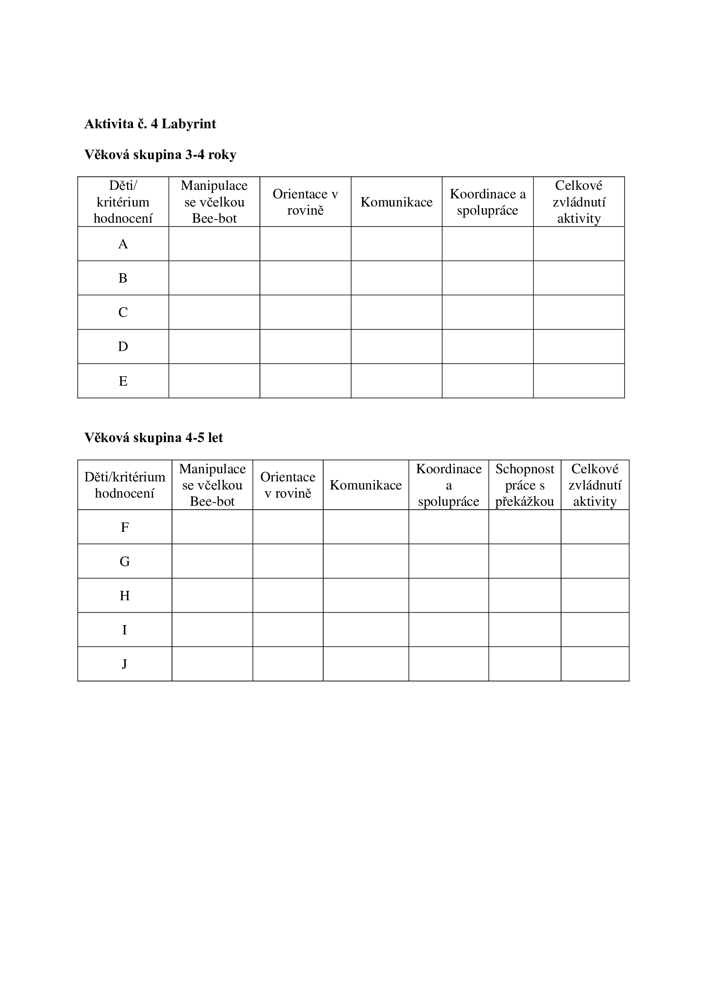 Aktivita č. 4 Labyrint
Věková skupina 3-4 roky
Děti/
kritérium
hodnocení
Manipulace
se včelkou
Bee-bot
Orientace v
rovině
Komunikace
Koordinace a
spolupráce
Celkové
zvládnutí
aktivity
A
B
C
D
E
Věková skupina 4-5 let
Děti/kritérium
hodnocení
Manipulace
se včelkou
Bee-bot
Orientace
v rovině
Komunikace
Koordinace
a
spolupráce
Schopnost
práce s
překážkou
Celkové
zvládnutí
aktivity
F
G
H
I
J